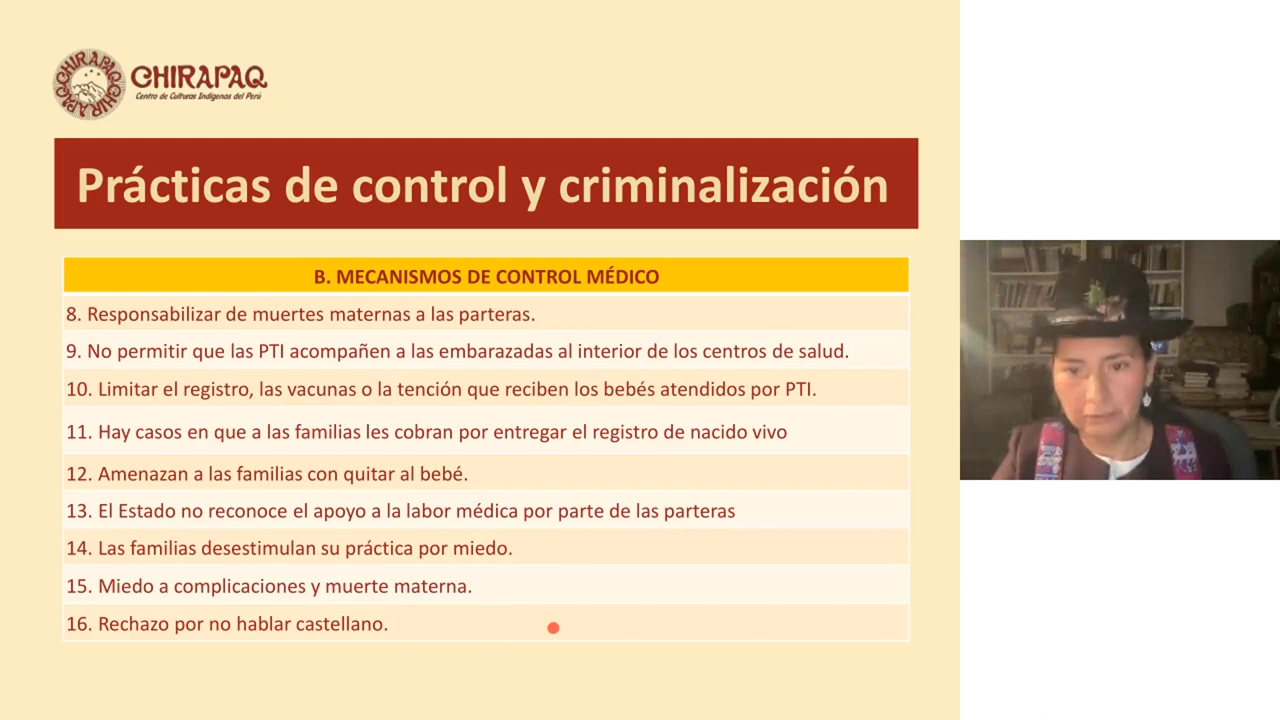 CHIRAPAQ CHIRAPAQ
CHIRAPAQ
Centro de Culturas Indígenas del Perú
Prácticas de control y criminalización
B. MECANISMOS DE CONTROL MÉDICO
8. Responsabilizar de muertes maternas a las parteras.
9. No permitir que las PTI acompañen a las embarazadas al interior de los centros de salud.
10. Limitar el registro, las vacunas o la tención que reciben los bebés atendidos por PTI.
11. Hay casos en que a las familias les cobran por entregar el registro de nacido vivo
12. Amenazan a las familias con quitar al bebé.
13. El Estado no reconoce el apoyo a la labor médica por parte de las parteras
14. Las familias desestimulan su práctica por miedo.
15. Miedo a complicaciones y muerte materna.
16. Rechazo por no hablar castellano.